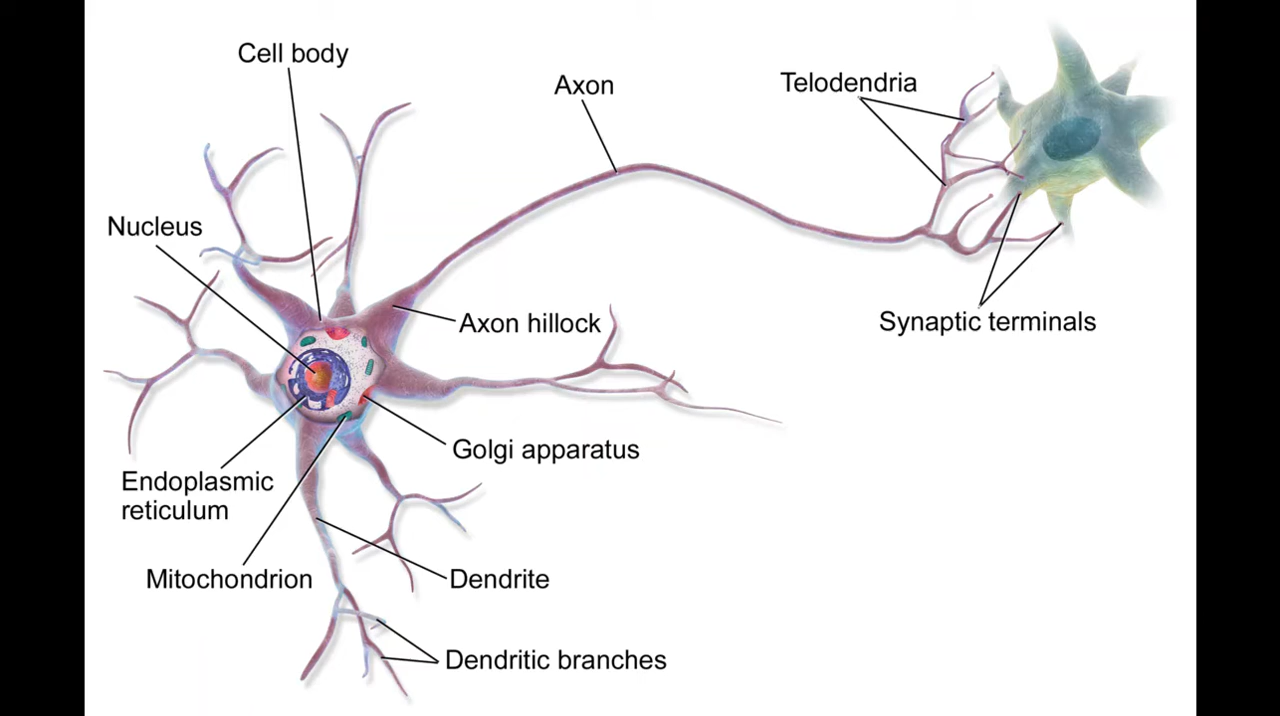 Cell body
Axon
Telodendria
Nucleus
Axon hillock
Synaptic terminals
Golgi apparatus
Endoplasmic
reticulum
Mitochondrion
Dendrite
Dendritic branches